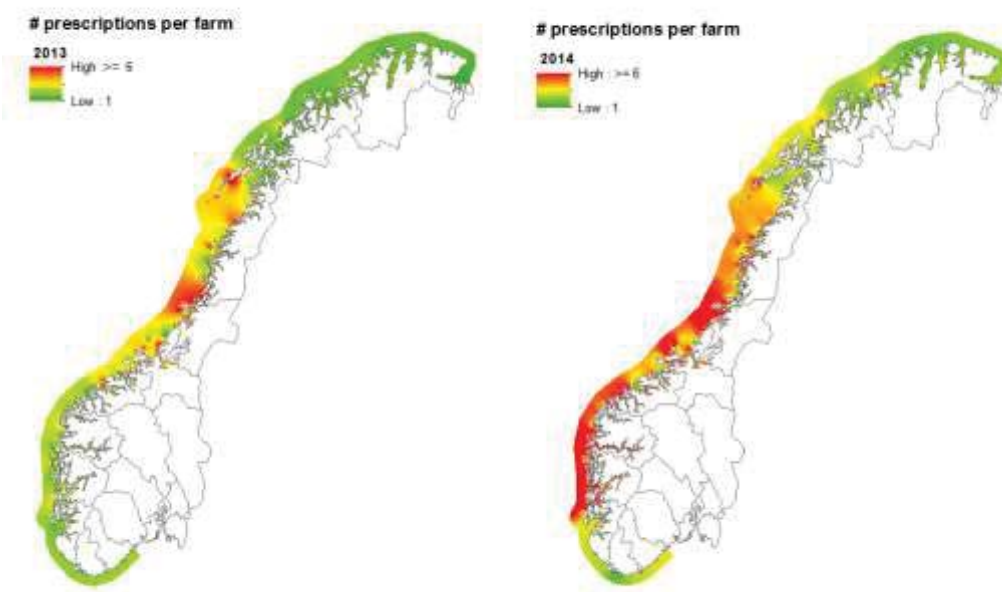 # prescriptions per farm
2013
High >= 6
Low : 1
# prescriptions per farm
2014
High : >= 6
Low : 1